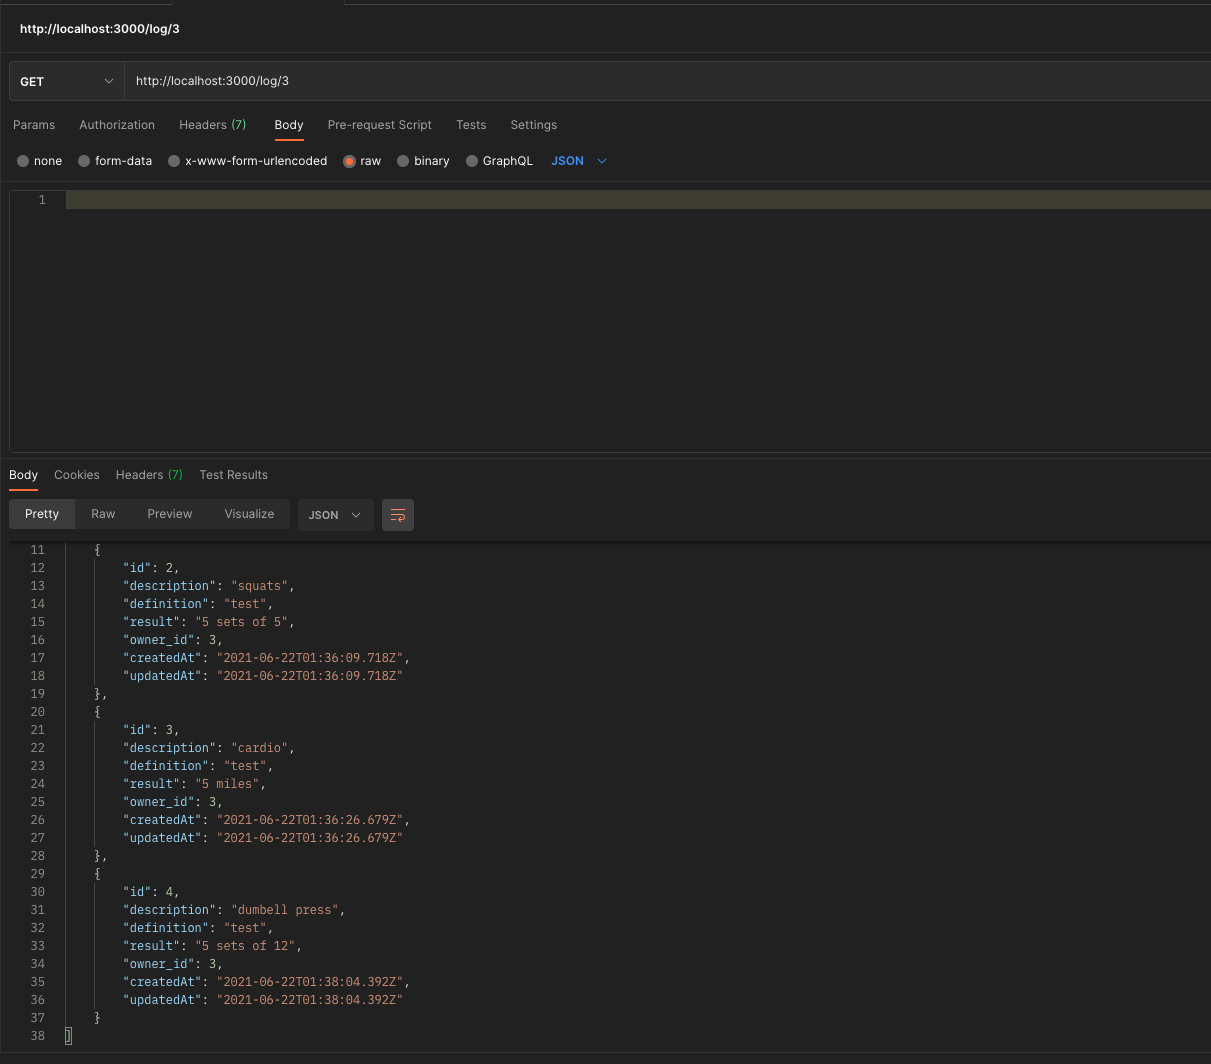 http://localhost:3000/log/3
GET http://localhost:3000/log/3
Params Authorization Headers (7) Body Pre-request Script Tests Settings
none form-data x-www-form-urlencoded raw binary GraphQL JSON
1
Body Cookies Headers (7) Test Results
Pretty Raw Preview Visualize JSON
11 {
12 "id": 2,
13 "description": "squats",
14 "definition": "test",
15 "result": "5 sets of 5",
16 "owner_id": 3,
17 "createdAt": "2021-06-22T01:36:09.718Z",
18 "updatedAt": "2021-06-22T01:36:09.718Z"
19 },
20 {
21 "id": 3,
22 "description": "cardio",
23 "definition": "test",
24 "result": "5 miles",
25 "owner_id": 3,
26 "createdAt": "2021-06-22T01:36:26.679Z",
27 "updatedAt": "2021-06-22T01:36:26.679Z"
28 },
29 {
30 "id": 4,
31 "description": "dumbell press",
32 "definition": "test",
33 "result": "5 sets of 12",
34 "owner_id": 3,
35 "createdAt": "2021-06-22T01:38:04.392Z",
36 "updatedAt": "2021-06-22T01:38:04.392Z"
37 }
38 ]